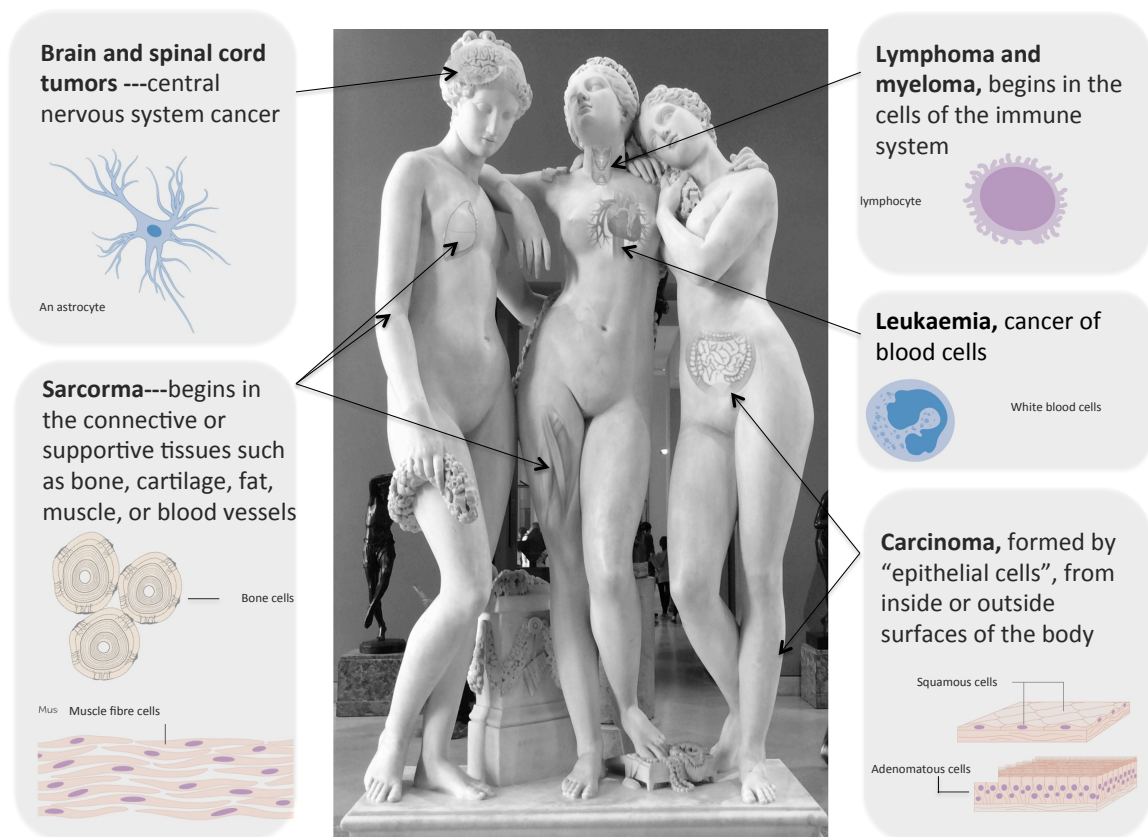 Brain and spinal cord
tumors ---central
nervous system cancer
An astrocyte
Sarcorma---begins in
the connective or
supportive tissues such
as bone, cartilage, fat,
muscle, or blood vessels
Bone cells
Mus Muscle fibre cells
Lymphoma and
myeloma, begins in the
cells of the immune
system
lymphocyte
Leukaemia, cancer of
blood cells
White blood cells
Carcinoma, formed by
“epithelial cells”, from
inside or outside
surfaces of the body
Squamous cells
Adenomatous cells